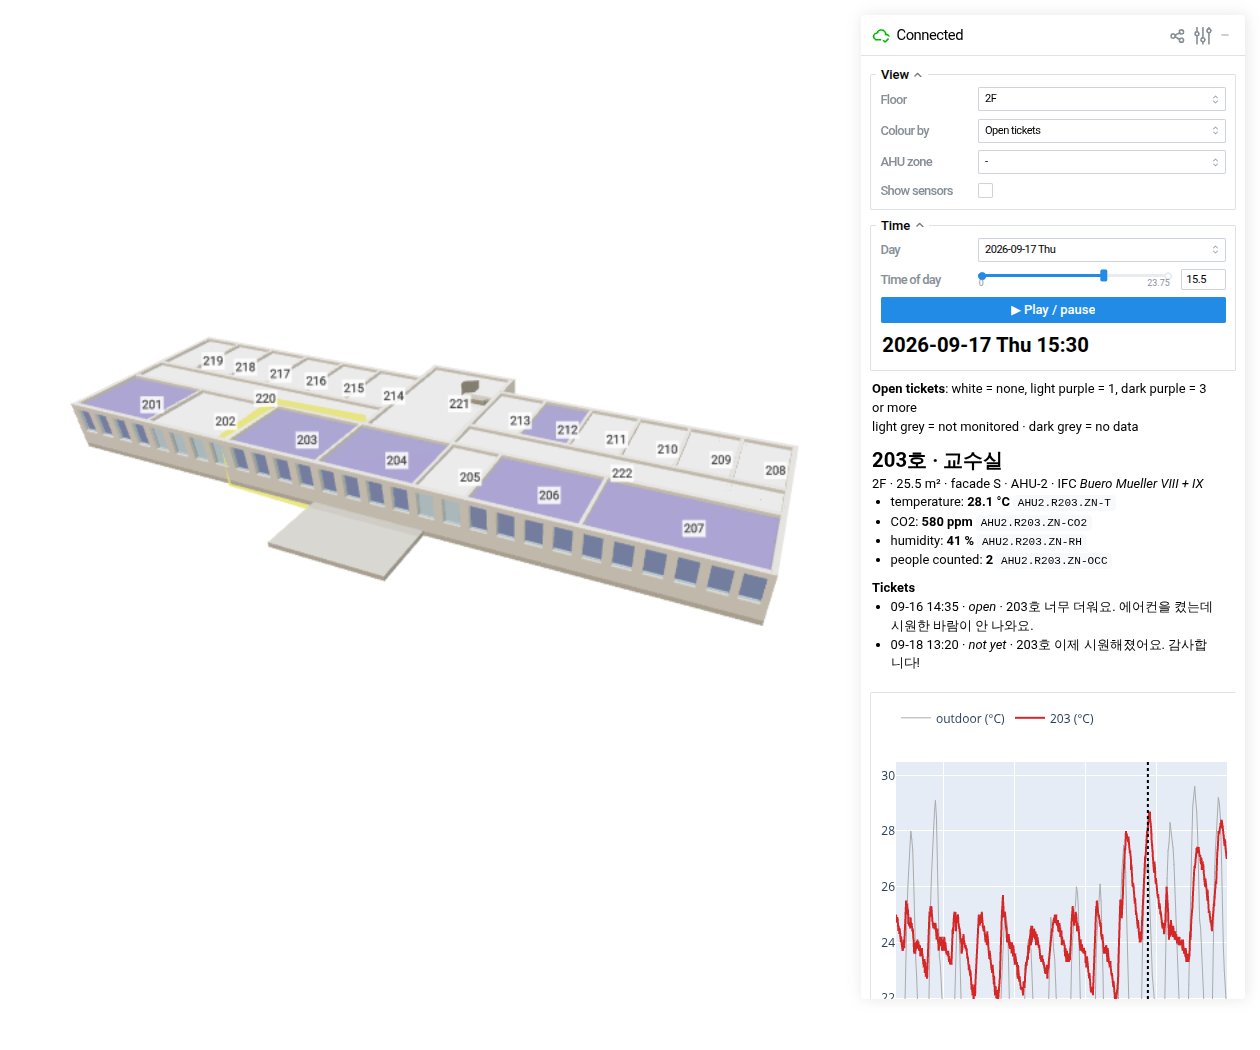 Connected
View
Floor
2F
Colour by
Open tickets
AHU zone
-
Show sensors
Time
Day
2026-09-17 Thu
Time of day
0
23.75
15.5
▶ Play / pause
2026-09-17 Thu 15:30
Open tickets: white = none, light purple = 1, dark purple = 3
or more
light grey = not monitored · dark grey = no data
203호 · 교수실
2F · 25.5 m² · facade S · AHU-2 · IFC Buero Mueller VIII + IX
• temperature: 28.1 °C AHU2.R203.ZN-T
• CO2: 580 ppm AHU2.R203.ZN-CO2
• humidity: 41 % AHU2.R203.ZN-RH
• people counted: 2 AHU2.R203.ZN-OCC
Tickets
• 09-16 14:35 · open · 203호 너무 더워요. 에어컨을 켰는데
시원한 바람이 안 나와요.
• 09-18 13:20 · not yet · 203호 이제 시원해졌어요. 감사합
니다!
outdoor (°C)
203 (°C)
30
28
26
24
22
219
218
217
216
215
214
221
220
201
202
203
204
213
212
211
210
209
208
222
205
206
207